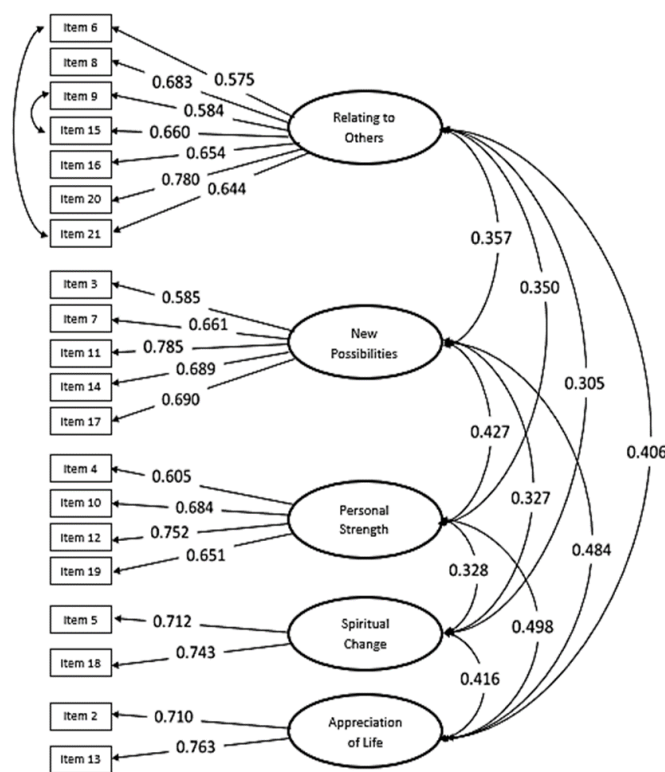 Item 6
Item 8
Item 9
Item 15
Item 16
Item 20
Item 21
0.575
0.683
0.584
0.660
0.654
0.780
0.644
Relating to
Others
Item 3
Item 7
Item 11
Item 14
Item 17
0.585
0.661
0.785
0.689
0.690
New
Possibilities
Item 4
Item 10
Item 12
Item 19
0.605
0.684
0.752
0.651
Personal
Strength
Item 5
Item 18
0.712
0.743
Spiritual
Change
Item 2
Item 13
0.710
0.763
Appreciation
of Life
0.357
0.350
0.305
0.406
0.427
0.327
0.484
0.328
0.498
0.416